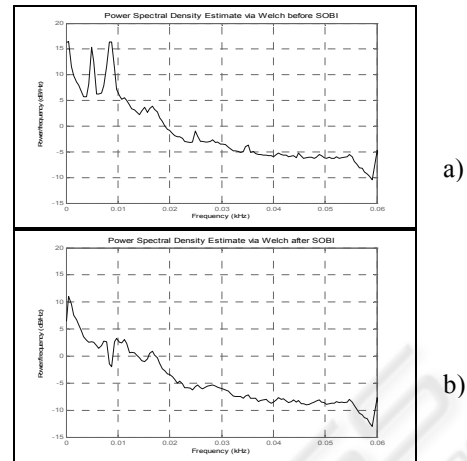 Power Spectral Density Estimate via Welch before SOBI
20
15
10
5
0
-5
-10
-15
Power/frequency (dB/Hz)
0 0.01 0.02 0.03 0.04 0.05 0.06
Frequency (kHz)
a)
Power Spectral Density Estimate via Welch after SOBI
20
15
10
5
0
-5
-10
-15
Power/frequency (dB/Hz)
0 0.01 0.02 0.03 0.04 0.05 0.06
Frequency (kHz)
b)